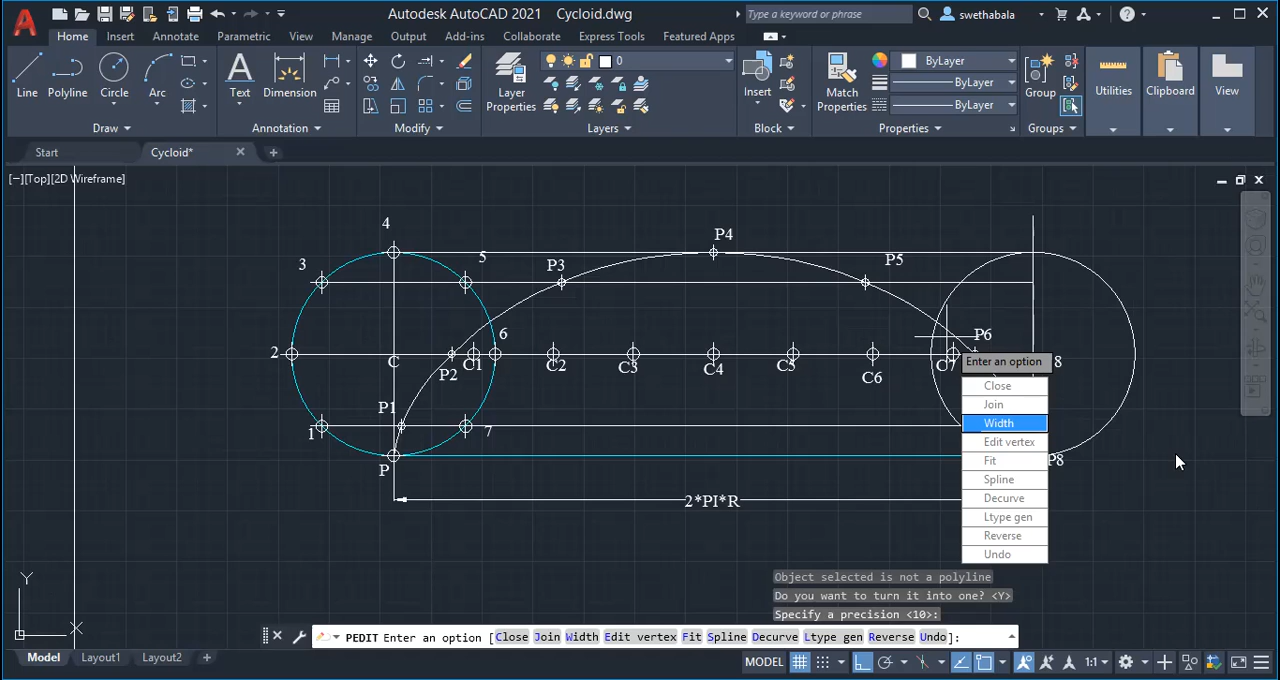 Autodesk AutoCAD 2021 Cycloid.dwg
Type a keyword or phrase
swethabala
Home Insert Annotate Parametric View Manage Output Add-ins Collaborate Express Tools Featured Apps
0
ByLayer
ByLayer
ByLayer
Line Polyline Circle Arc Text Dimension Layer Properties Insert Match Properties Group Utilities Clipboard View
Draw Annotation Modify Layers Block Properties Groups
Start Cycloid*
[−][Top][2D Wireframe]
4
P4
3
5
P3
P5
6
P6
2
C
P2
C1
C2
C3
C4
C5
C6
C7
8
P1
1
7
P
P8
2*PI*R
Enter an option
Close
Join
Width
Edit vertex
Fit
Spline
Decurve
Ltype gen
Reverse
Undo
Y
X
Object selected is not a polyline
Do you want to turn it into one? <Y>
Specify a precision <10>:
PEDIT Enter an option [Close Join Width Edit vertex Fit Spline Decurve Ltype gen Reverse Undo]:
Model Layout1 Layout2 +
MODEL
1:1